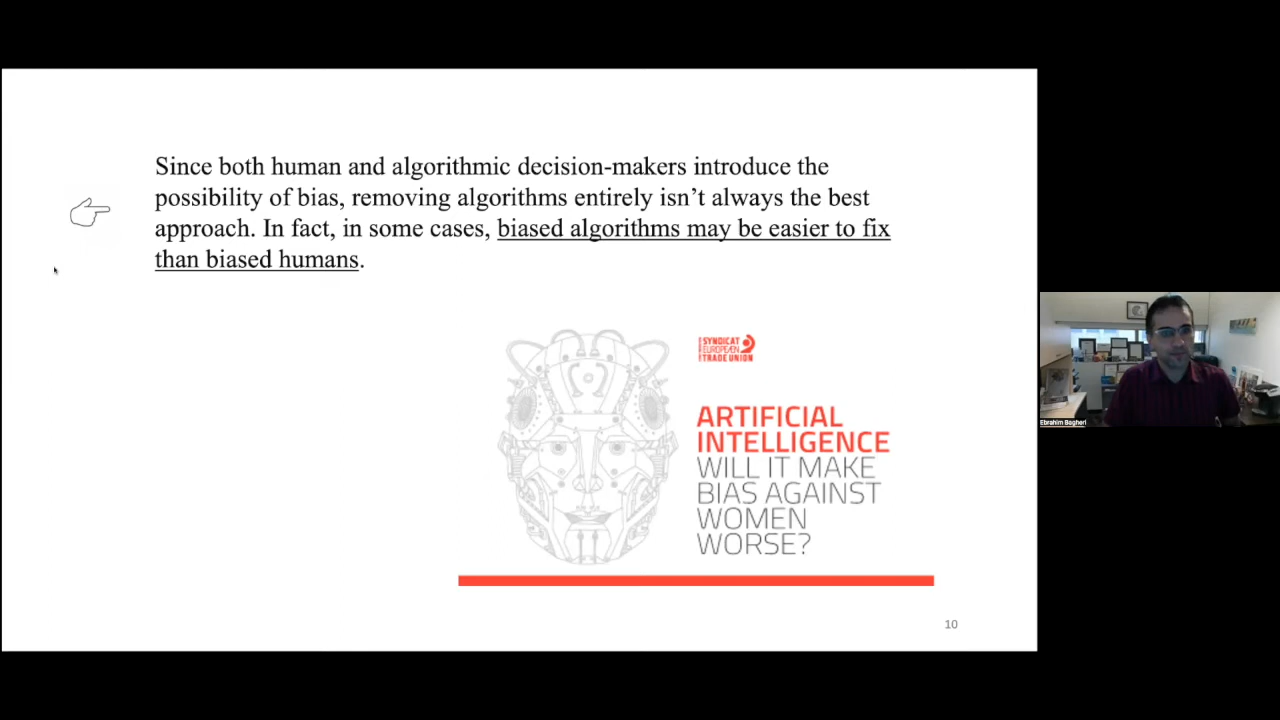 Since both human and algorithmic decision-makers introduce the
possibility of bias, removing algorithms entirely isn’t always the best
approach. In fact, in some cases, biased algorithms may be easier to fix
than biased humans.
SYNDICAT
EUROPEAN
TRADE UNION
ARTIFICIAL
INTELLIGENCE
WILL IT MAKE
BIAS AGAINST
WOMEN
WORSE?
10
Ebrahim Bagheri